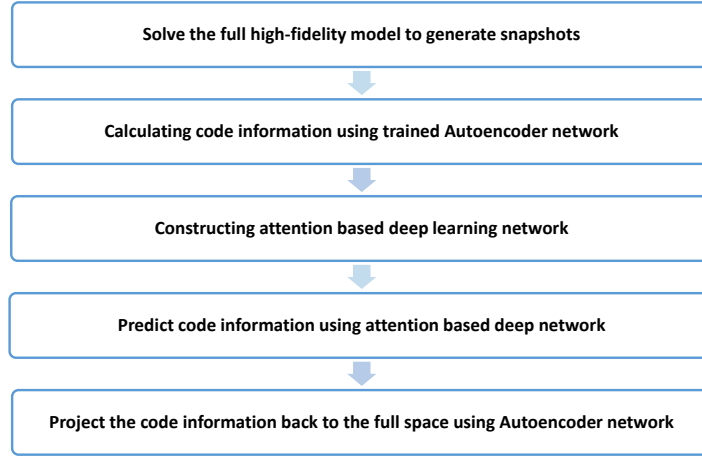 Solve the full high-fidelity model to generate snapshots
Calculating code information using trained Autoencoder network
Constructing attention based deep learning network
Predict code information using attention based deep network
Project the code information back to the full space using Autoencoder network